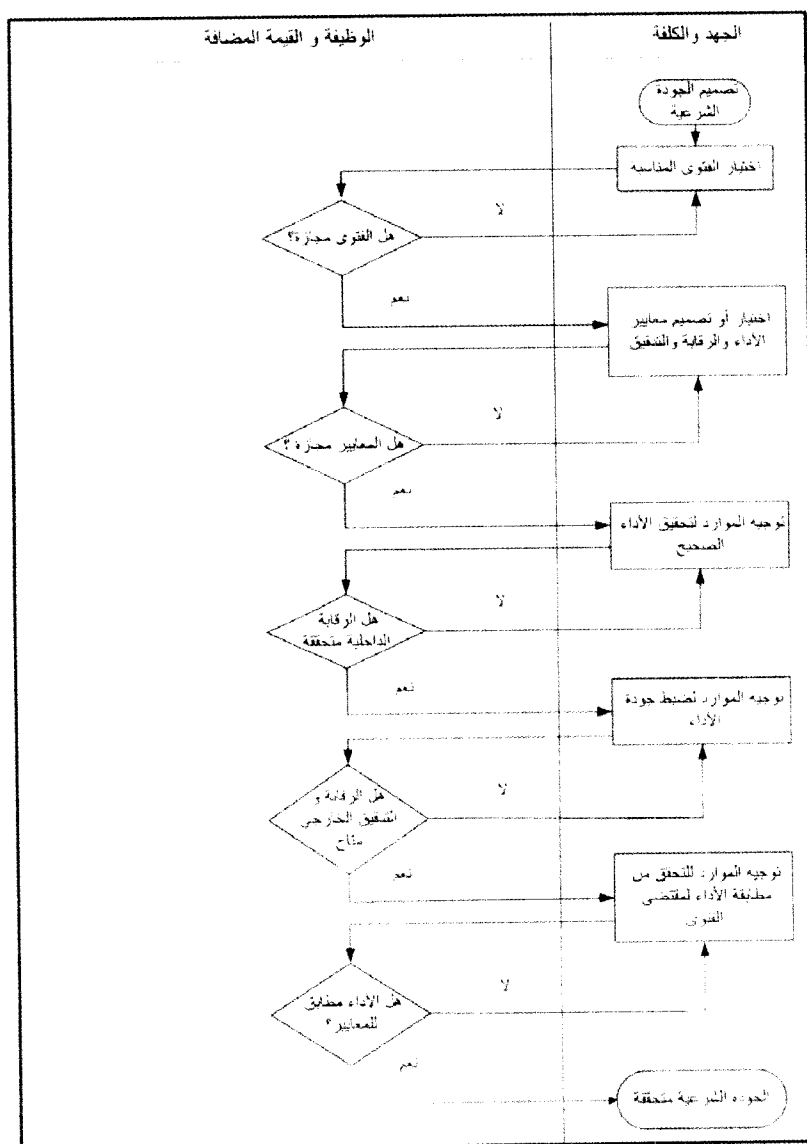 الجهد والكلفة
الوظيفة و القيمة المضافة
تصميم الجودة
الشرعية
اختيار الفتوى المناسبه
لا
هل الفتوى مجازة؟
نعم
اختيار أو تصميم معايير
الأداء والرقابة والتدقيق
لا
هل المعايير مجازة ؟
نعم
توجيه الموارد لتحقيق الأداء
الصحيح
لا
هل الرقابة
الداخلية متحققة
نعم
توجيه الموارد لضبط جودة
الأداء
لا
هل الرقابة و
التدقيق الخارجي
متاح
نعم
توجيه الموارد للتحقق من
مطابقة الأداء لمقتضى
الفتوى
لا
هل الأداء مطابق
للمعايير؟
نعم
الجوده الشرعية متحققة